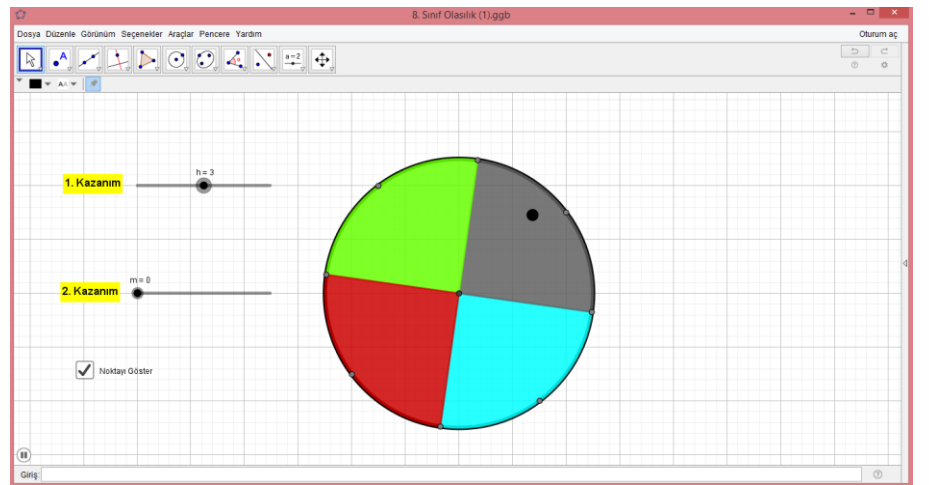 8. Sınıf Olasılık (1).ggb
Dosya Düzenle Görünüm Seçenekler Araçlar Pencere Yardım Oturum aç
A a = 2
AA
h = 3
1. Kazanım
m = 0
2. Kazanım
Noktayı Göster
Giriş: